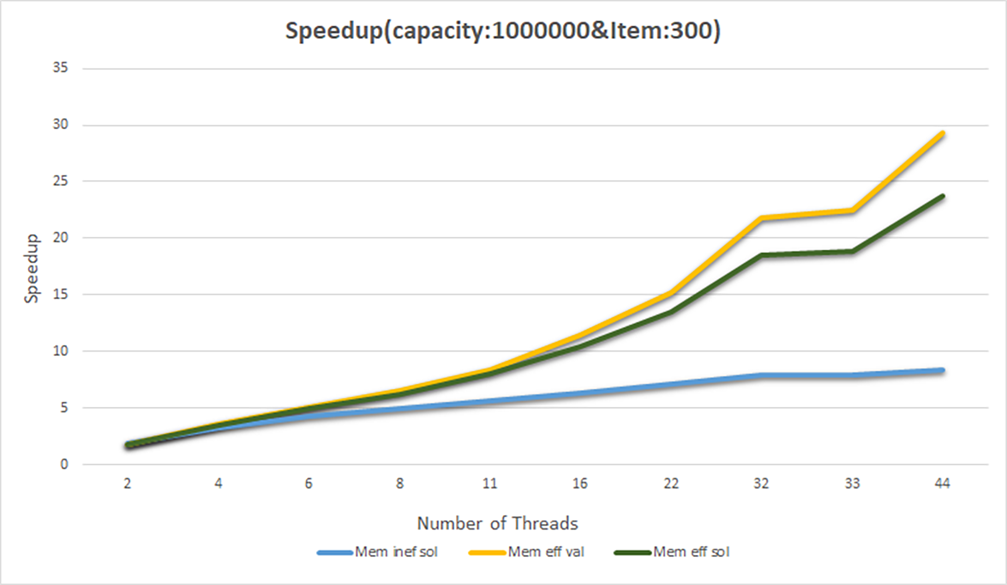 Speedup(capacity:1000000&Item:300)
35
30
25
20
15
10
5
0
Speedup
2 4 6 8 11 16 22 32 33 44
Number of Threads
Mem inef sol Mem eff val Mem eff sol